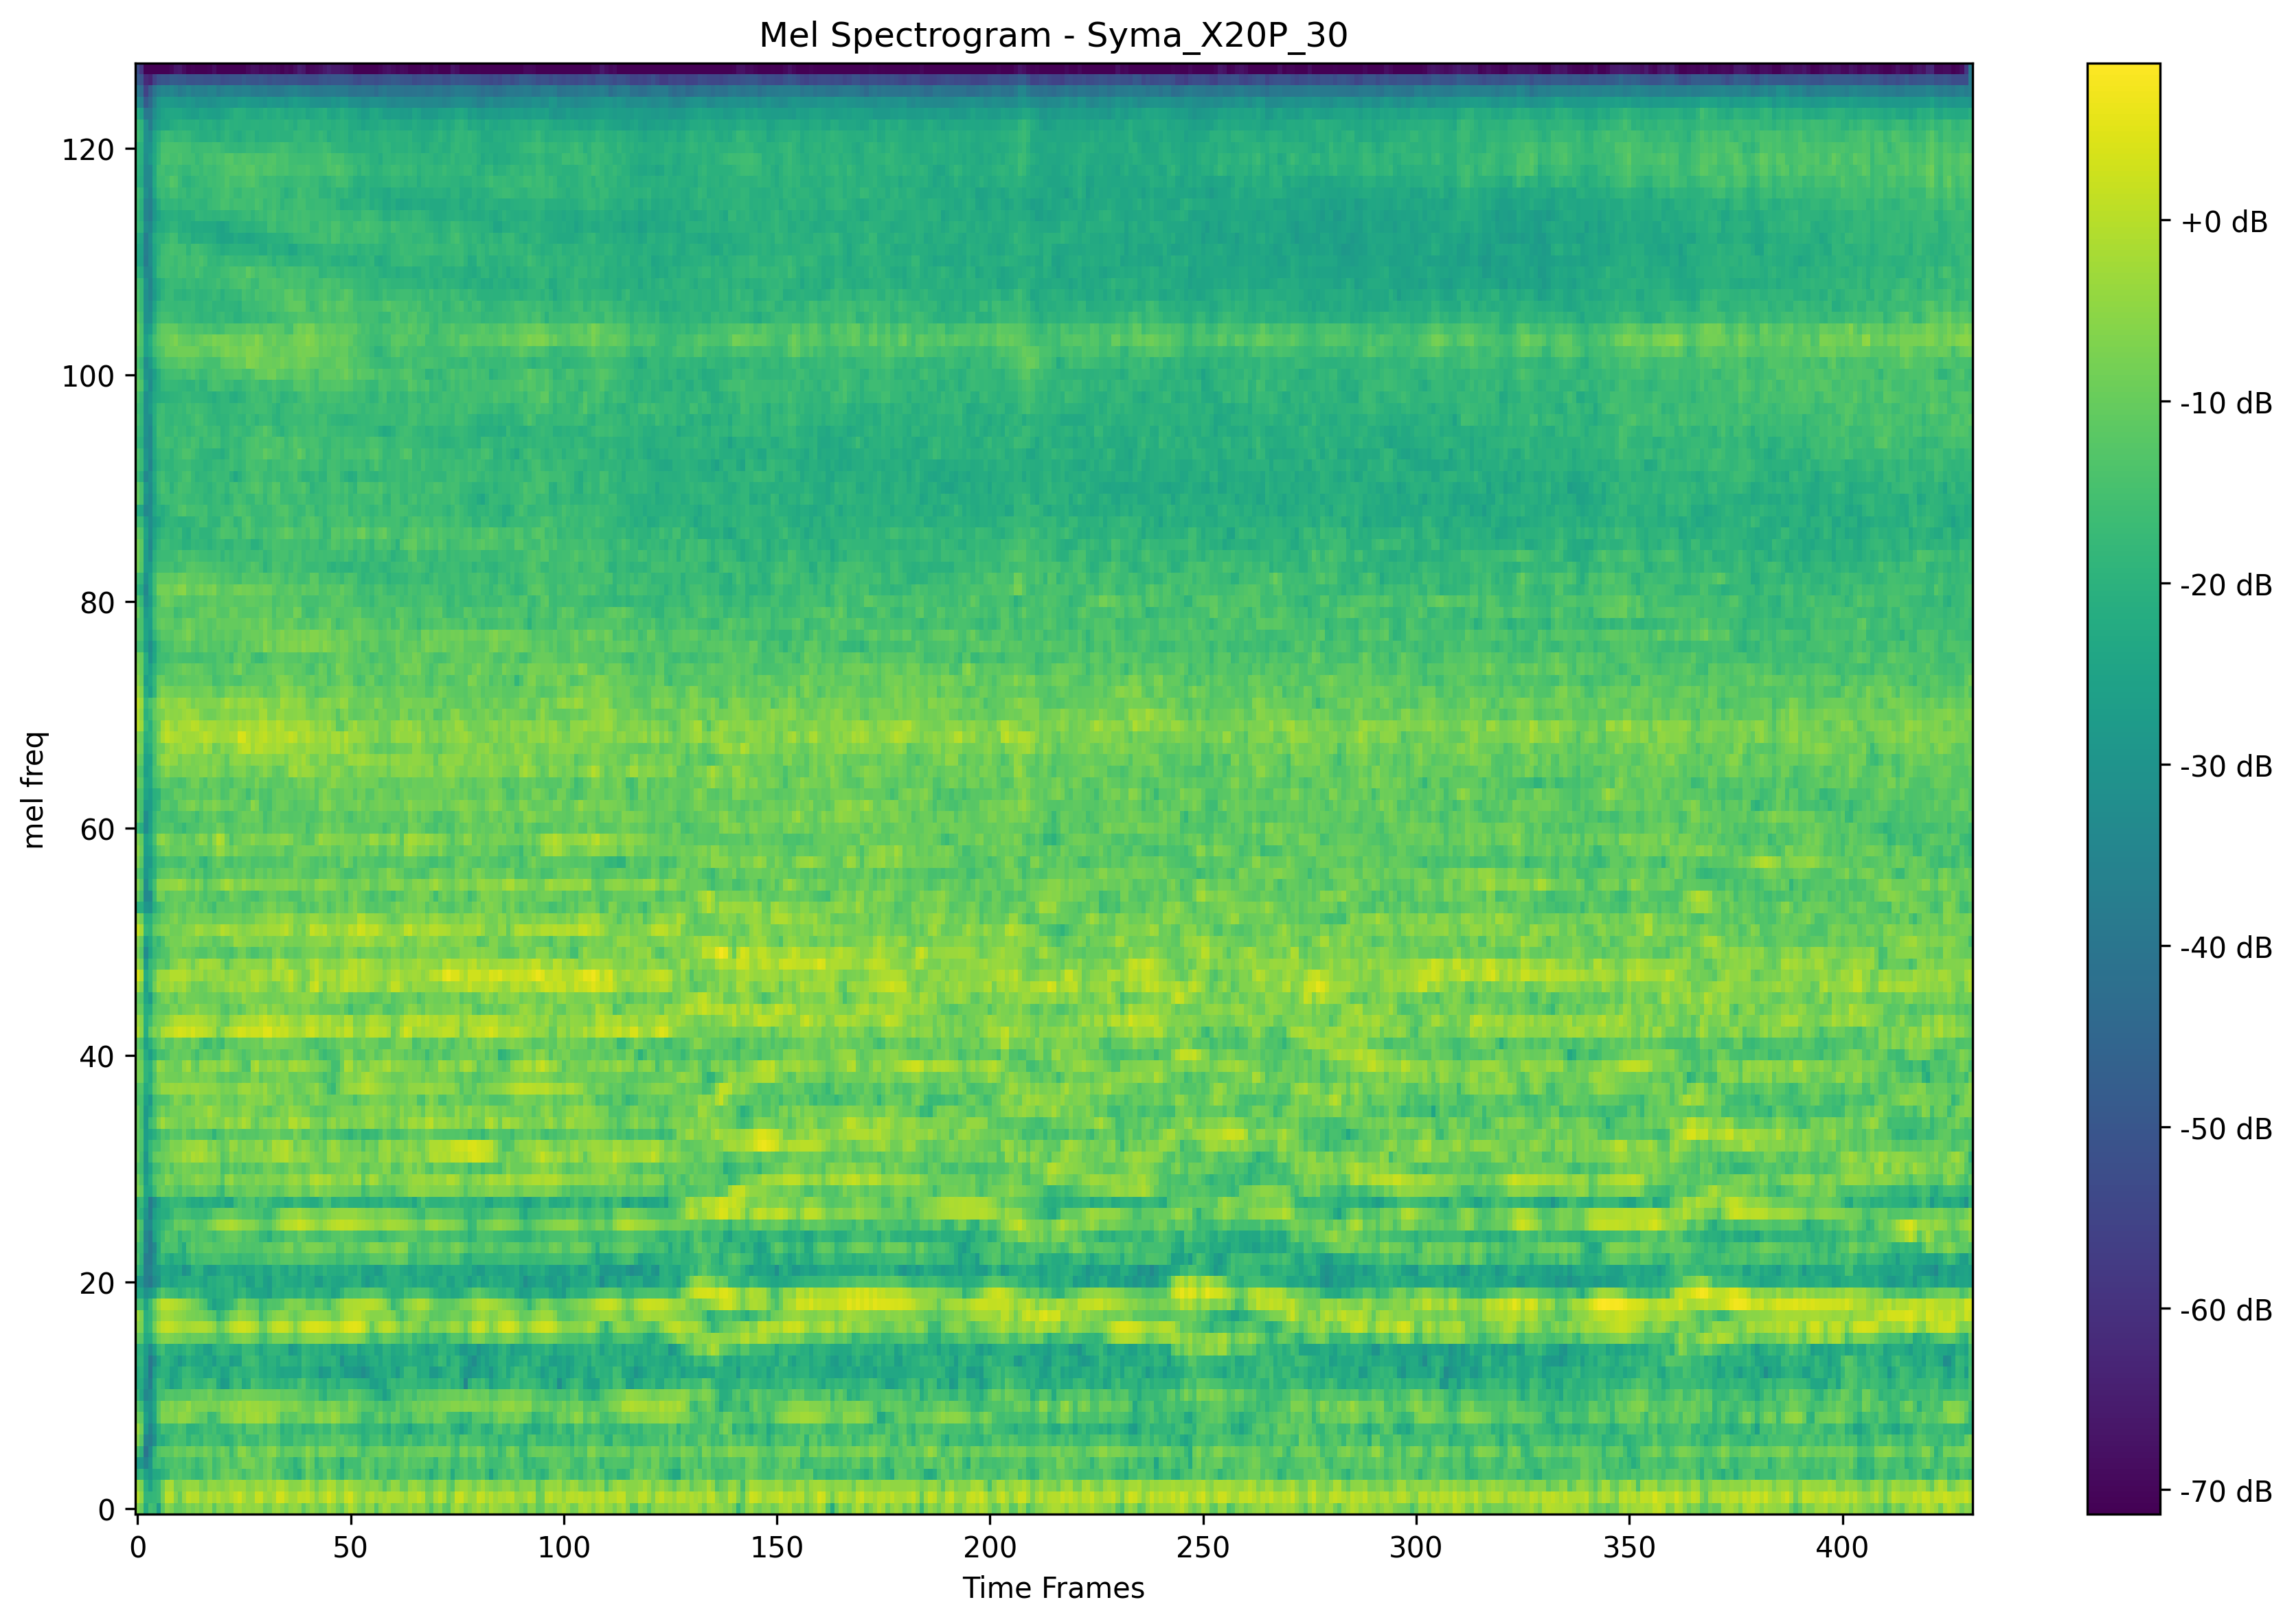 Mel Spectrogram - Syma_X20P_30
mel freq
120
100
80
60
40
20
0
0 50 100 150 200 250 300 350 400
Time Frames
+0 dB
-10 dB
-20 dB
-30 dB
-40 dB
-50 dB
-60 dB
-70 dB